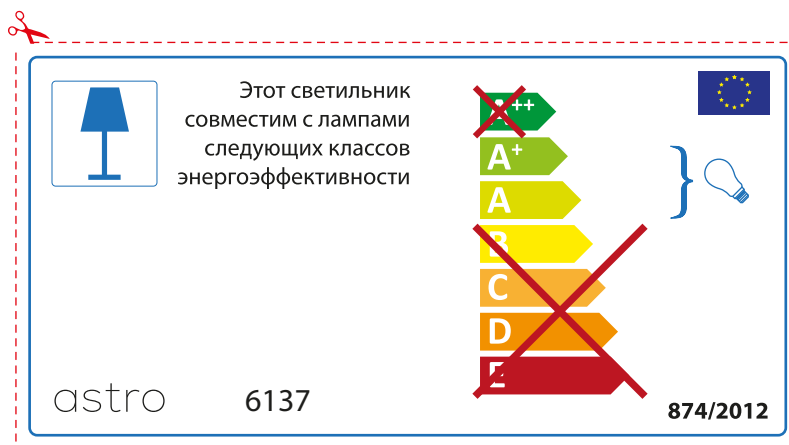 Этот светильник
совместим с лампами
следующих классов
энергоэффективности
A++
A+
A
B
C
D
E
astro
6137
874/2012